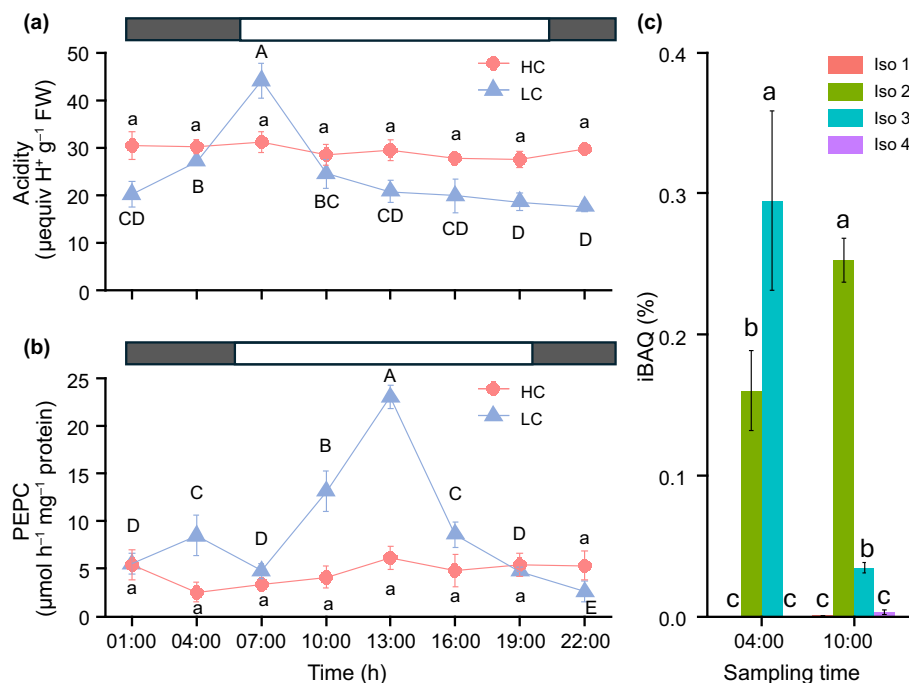 (a)
50
40
30
20
10
0
Acidity
(µequiv H⁺ g⁻¹ FW)
HC
LC
a a a a a a a a
A
B
CD BC CD CD D D
(b)
25
20
15
10
5
0
PEPC
(µmol h⁻¹ mg⁻¹ protein)
HC
LC
A
B
D C D C D a
a a a a a a a E
01:00 04:00 07:00 10:00 13:00 16:00 19:00 22:00
Time (h)
(c)
0.4
0.3
0.2
0.1
0.0
iBAQ (%)
Iso 1
Iso 2
Iso 3
Iso 4
a
a
b
b
c c c c
04:00 10:00
Sampling time